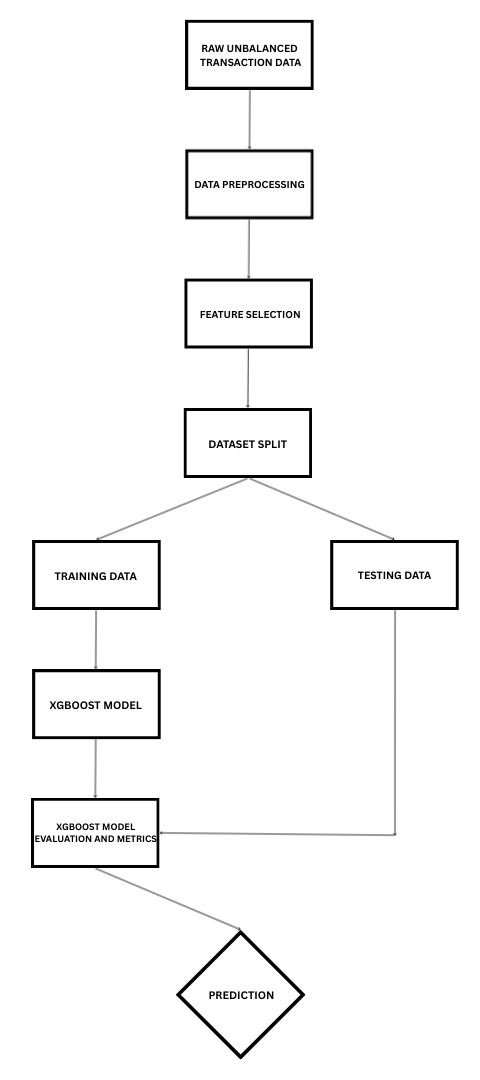 RAW UNBALANCED
TRANSACTION DATA
DATA PREPROCESSING
FEATURE SELECTION
DATASET SPLIT
TRAINING DATA
TESTING DATA
XGBOOST MODEL
XGBOOST MODEL
EVALUATION AND METRICS
PREDICTION